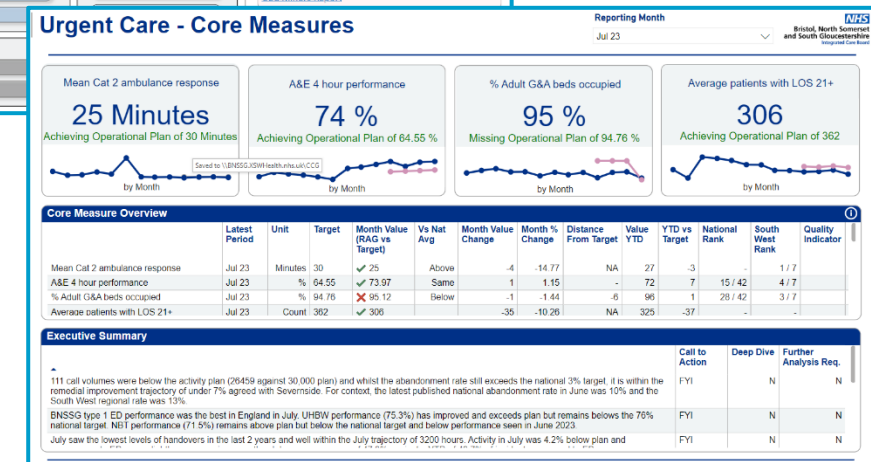 Urgent Care - Core Measures
Reporting Month
Jul 23
NHS
Bristol, North Somerset
and South Gloucestershire
Integrated Care Board
Mean Cat 2 ambulance response
25 Minutes
Achieving Operational Plan of 30 Minutes
by Month
A&E 4 hour performance
74 %
Achieving Operational Plan of 64.55 %
by Month
% Adult G&A beds occupied
95 %
Missing Operational Plan of 94.76 %
by Month
Average patients with LOS 21+
306
Achieving Operational Plan of 362
by Month
Saved to \\BNSSG.XSWHealth.nhs.uk\CCG
Core Measure Overview
Latest Period Unit Target Month Value (RAG vs Target) Vs Nat Avg Month Value Change Month % Change Distance From Target Value YTD YTD vs Target National Rank South West Rank Quality Indicator
Mean Cat 2 ambulance response Jul 23 Minutes 30 ✓ 25 Above -4 -14.77 NA 27 -3 - 1 / 7
A&E 4 hour performance Jul 23 % 64.55 ✓ 73.97 Same 1 1.15 - 72 7 15 / 42 4 / 7
% Adult G&A beds occupied Jul 23 % 94.76 ✗ 95.12 Below -1 -1.44 -6 96 1 28 / 42 3 / 7
Average patients with LOS 21+ Jul 23 Count 362 ✓ 306 -35 -10.26 NA 325 -37 - -
Executive Summary
Call to Action Deep Dive Further Analysis Req.
111 call volumes were below the activity plan (26459 against 30,000 plan) and whilst the abandonment rate still exceeds the national 3% target, it is within the FYI N N
remedial improvement trajectory of under 7% agreed with Severnside. For context, the latest published national abandonment rate in June was 10% and the
South West regional rate was 13%.
BNSSG type 1 ED performance was the best in England in July. UHBW performance (75.3%) has improved and exceeds plan but remains belows the 76% FYI N N
national target. NBT performance (71.5%) remains above plan but below the national target and below performance seen in June 2023.
July saw the lowest levels of handovers in the last 2 years and well within the July trajectory of 3200 hours. Activity in July was 4.2% below plan and FYI N N